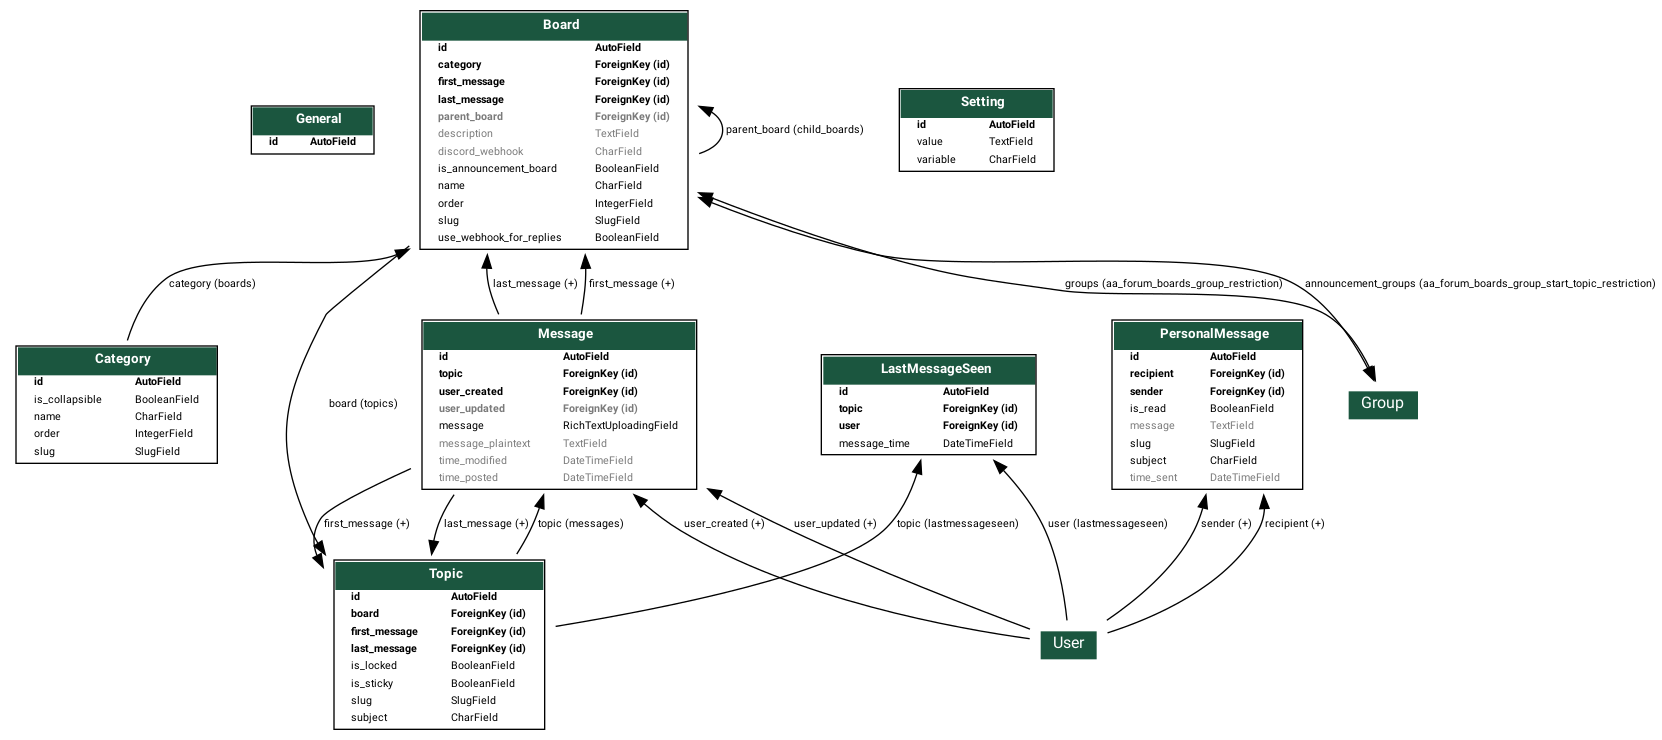 Board
id AutoField
category ForeignKey (id)
first_message ForeignKey (id)
last_message ForeignKey (id)
parent_board ForeignKey (id)
description TextField
discord_webhook CharField
is_announcement_board BooleanField
name CharField
order IntegerField
slug SlugField
use_webhook_for_replies BooleanField
General
id AutoField
Setting
id AutoField
value TextField
variable CharField
parent_board (child_boards)
category (boards)
last_message (+)
first_message (+)
groups (aa_forum_boards_group_restriction)
announcement_groups (aa_forum_boards_group_start_topic_restriction)
Category
id AutoField
is_collapsible BooleanField
name CharField
order IntegerField
slug SlugField
board (topics)
Message
id AutoField
topic ForeignKey (id)
user_created ForeignKey (id)
user_updated ForeignKey (id)
message RichTextUploadingField
message_plaintext TextField
time_modified DateTimeField
time_posted DateTimeField
LastMessageSeen
id AutoField
topic ForeignKey (id)
user ForeignKey (id)
message_time DateTimeField
PersonalMessage
id AutoField
recipient ForeignKey (id)
sender ForeignKey (id)
is_read BooleanField
message TextField
slug SlugField
subject CharField
time_sent DateTimeField
Group
first_message (+)
last_message (+)
topic (messages)
user_created (+)
user_updated (+)
topic (lastmessageseen)
user (lastmessageseen)
sender (+)
recipient (+)
Topic
id AutoField
board ForeignKey (id)
first_message ForeignKey (id)
last_message ForeignKey (id)
is_locked BooleanField
is_sticky BooleanField
slug SlugField
subject CharField
User